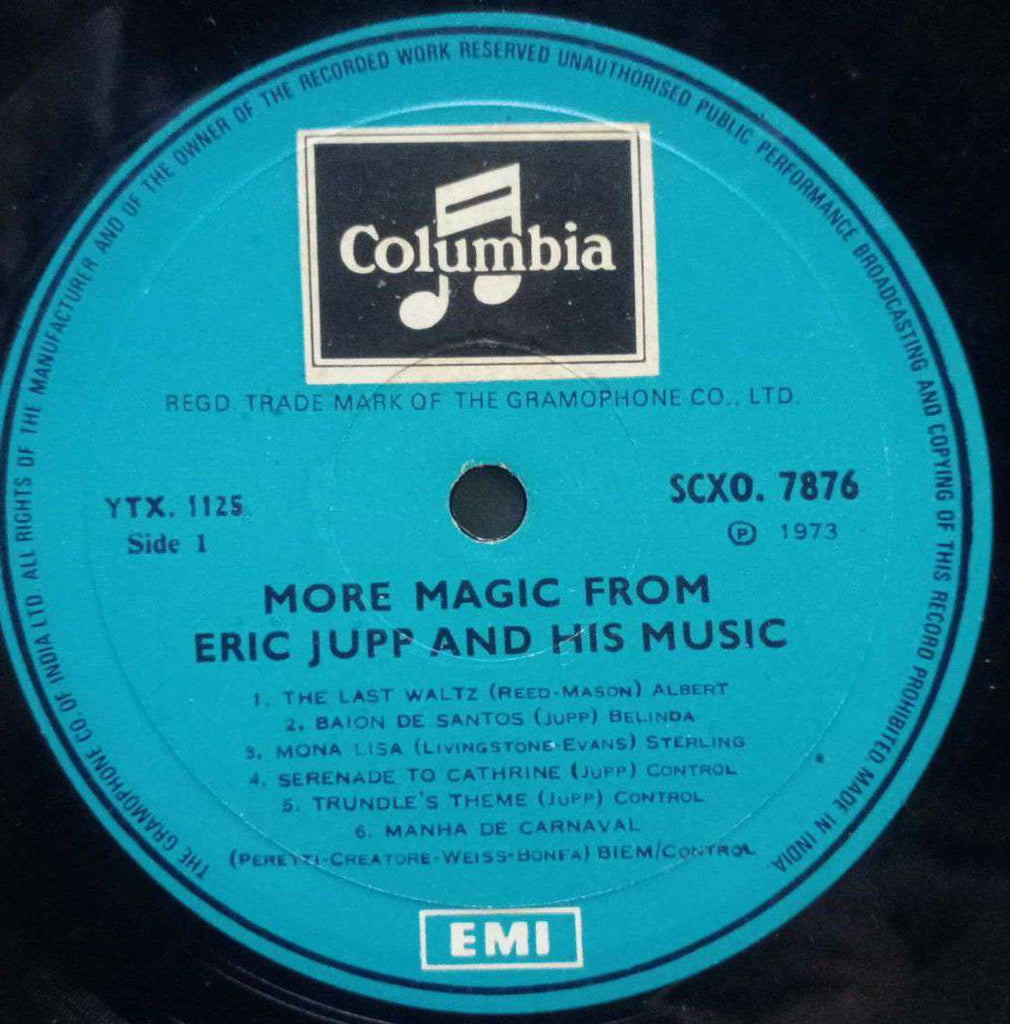 THE GRAMOPHONE CO. OF INDIA LTD. ALL RIGHTS OF THE MANUFACTURER AND OF THE OWNER OF THE RECORDED WORK RESERVED UNAUTHORISED PUBLIC PERFORMANCE BROADCASTING AND COPYING OF THIS RECORD PROHIBITED MADE IN INDIA
Columbia
REGD. TRADE MARK OF THE GRAMOPHONE CO., LTD.
YTX. 1125
Side 1
SCXO. 7876
℗ 1973
MORE MAGIC FROM
ERIC JUPP AND HIS MUSIC
1. THE LAST WALTZ (REED-MASON) ALBERT
2. BAION DE SANTOS (JUPP) BELINDA
3. MONA LISA (LIVINGSTONE-EVANS) STERLING
4. SERENADE TO CATHRINE (JUPP) CONTROL
5. TRUNDLE'S THEME (JUPP) CONTROL
6. MANHA DE CARNAVAL
(PERETTI-CREATORE-WEISS-BONFA) BIEM/CONTROL
EMI